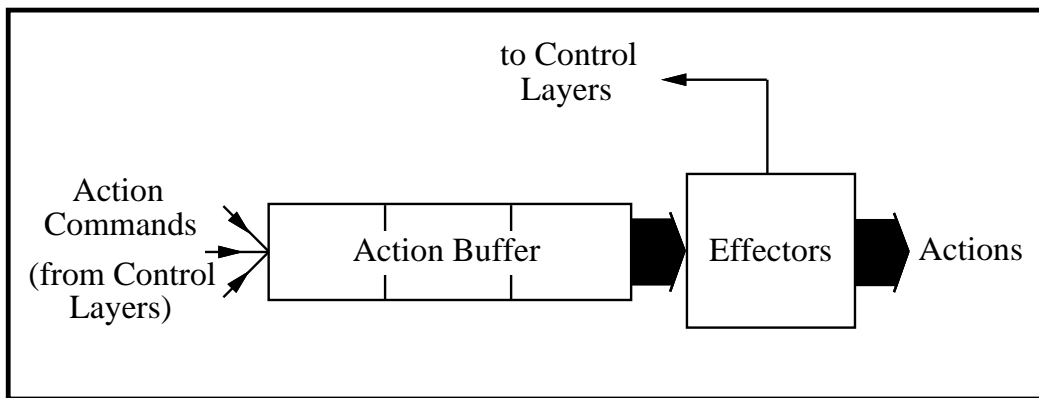 to Control
Layers
Action
Commands
(from Control
Layers)
Action Buffer
Effectors
Actions